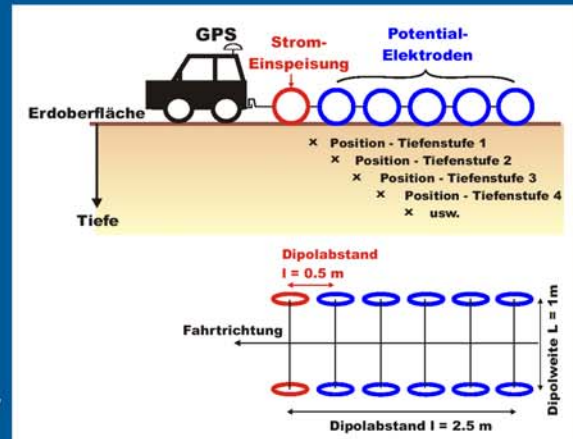 GPS
Strom-
Einspeisung
Potential-
Elektroden
Erdoberfläche
× Position - Tiefenstufe 1
× Position - Tiefenstufe 2
× Position - Tiefenstufe 3
× Position - Tiefenstufe 4
× usw.
Tiefe
Dipolabstand
l = 0.5 m
Fahrtrichtung
Dipolweite L = 1m
Dipolabstand l = 2.5 m